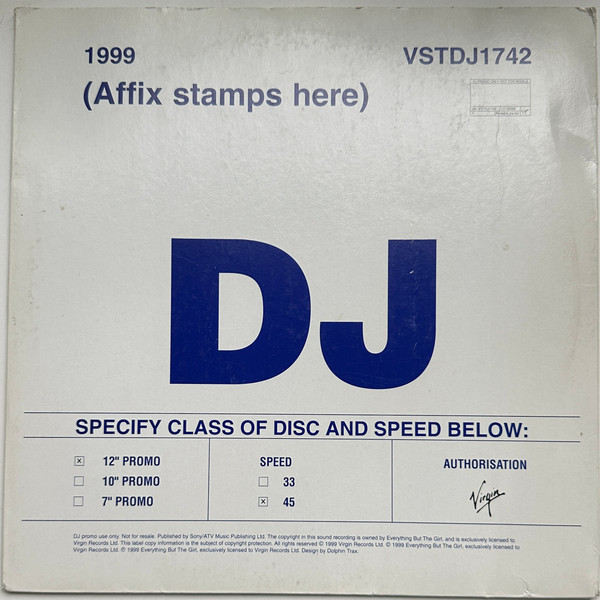 1999 VSTDJ1742
(Affix stamps here)
DJ
SPECIFY CLASS OF DISC AND SPEED BELOW:
12" PROMO
10" PROMO
7" PROMO
SPEED
33
45
AUTHORISATION
Virgin
DJ promo use only. Not for resale. Published by Sony/ATV Music Publishing Ltd. The copyright in this sound recording is owned by Everything But The Girl, and is exclusively licensed to
Virgin Records Ltd. This label copy information is the subject of copyright protection. All rights reserved © 1999 Virgin Records Ltd. ℗ 1999 Everything But The Girl, exclusively licensed to
Virgin Records Ltd. ℗ 1999 Everything But The Girl, exclusively licensed to Virgin Records Ltd. Design by Dolphin Trax.